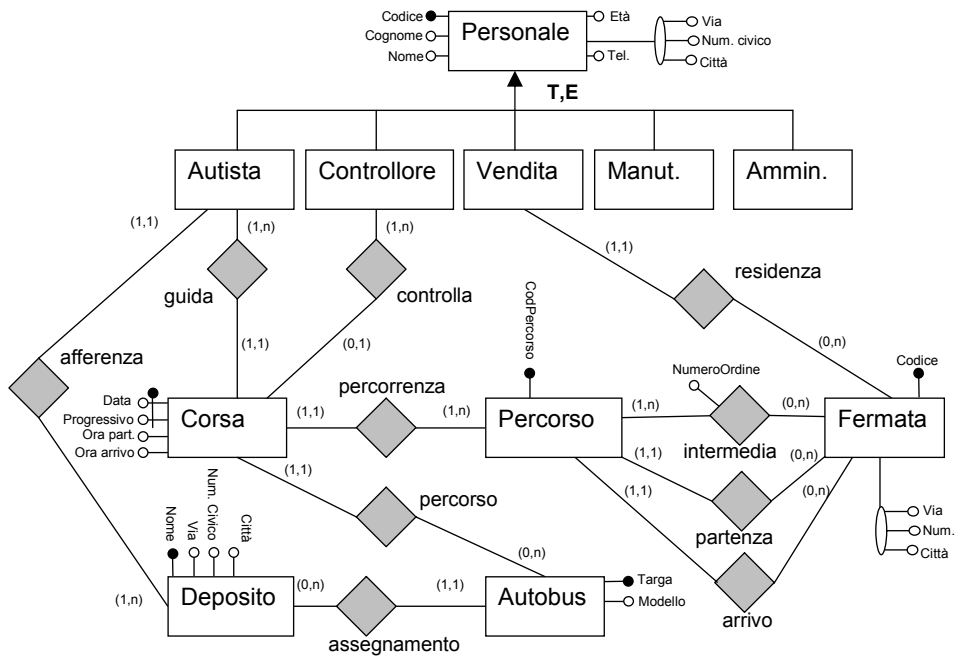 Codice
Cognome
Nome
Personale
Età
Tel.
Via
Num. civico
Città
T,E
Autista
Controllore
Vendita
Manut.
Ammin.
(1,1)
(1,n)
(1,n)
(1,1)
guida
controlla
residenza
CodPercorso
afferenza
(1,1)
(0,1)
(0,n)
Codice
NumeroOrdine
Data
Progressivo
Ora part.
Ora arrivo
Corsa
percorrenza
(1,1)
(1,n)
Percorso
(1,n)
(0,n)
Fermata
intermedia
(1,1)
(0,n)
(1,1)
(1,1)
(0,n)
percorso
partenza
Via
Num.
Città
Nome
Via
Num. Civico
Città
(0,n)
(1,n)
Deposito
(0,n)
(1,1)
Autobus
Targa
Modello
assegnamento
arrivo